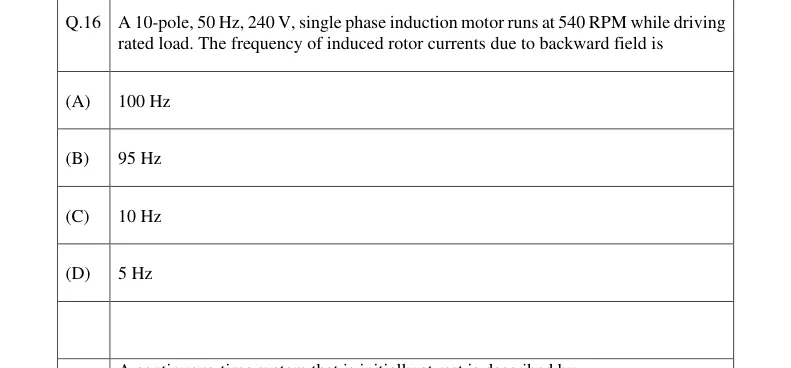 Q.16 A 10-pole, 50 Hz, 240 V, single phase induction motor runs at 540 RPM while driving
rated load. The frequency of induced rotor currents due to backward field is
(A) 100 Hz
(B) 95 Hz
(C) 10 Hz
(D) 5 Hz